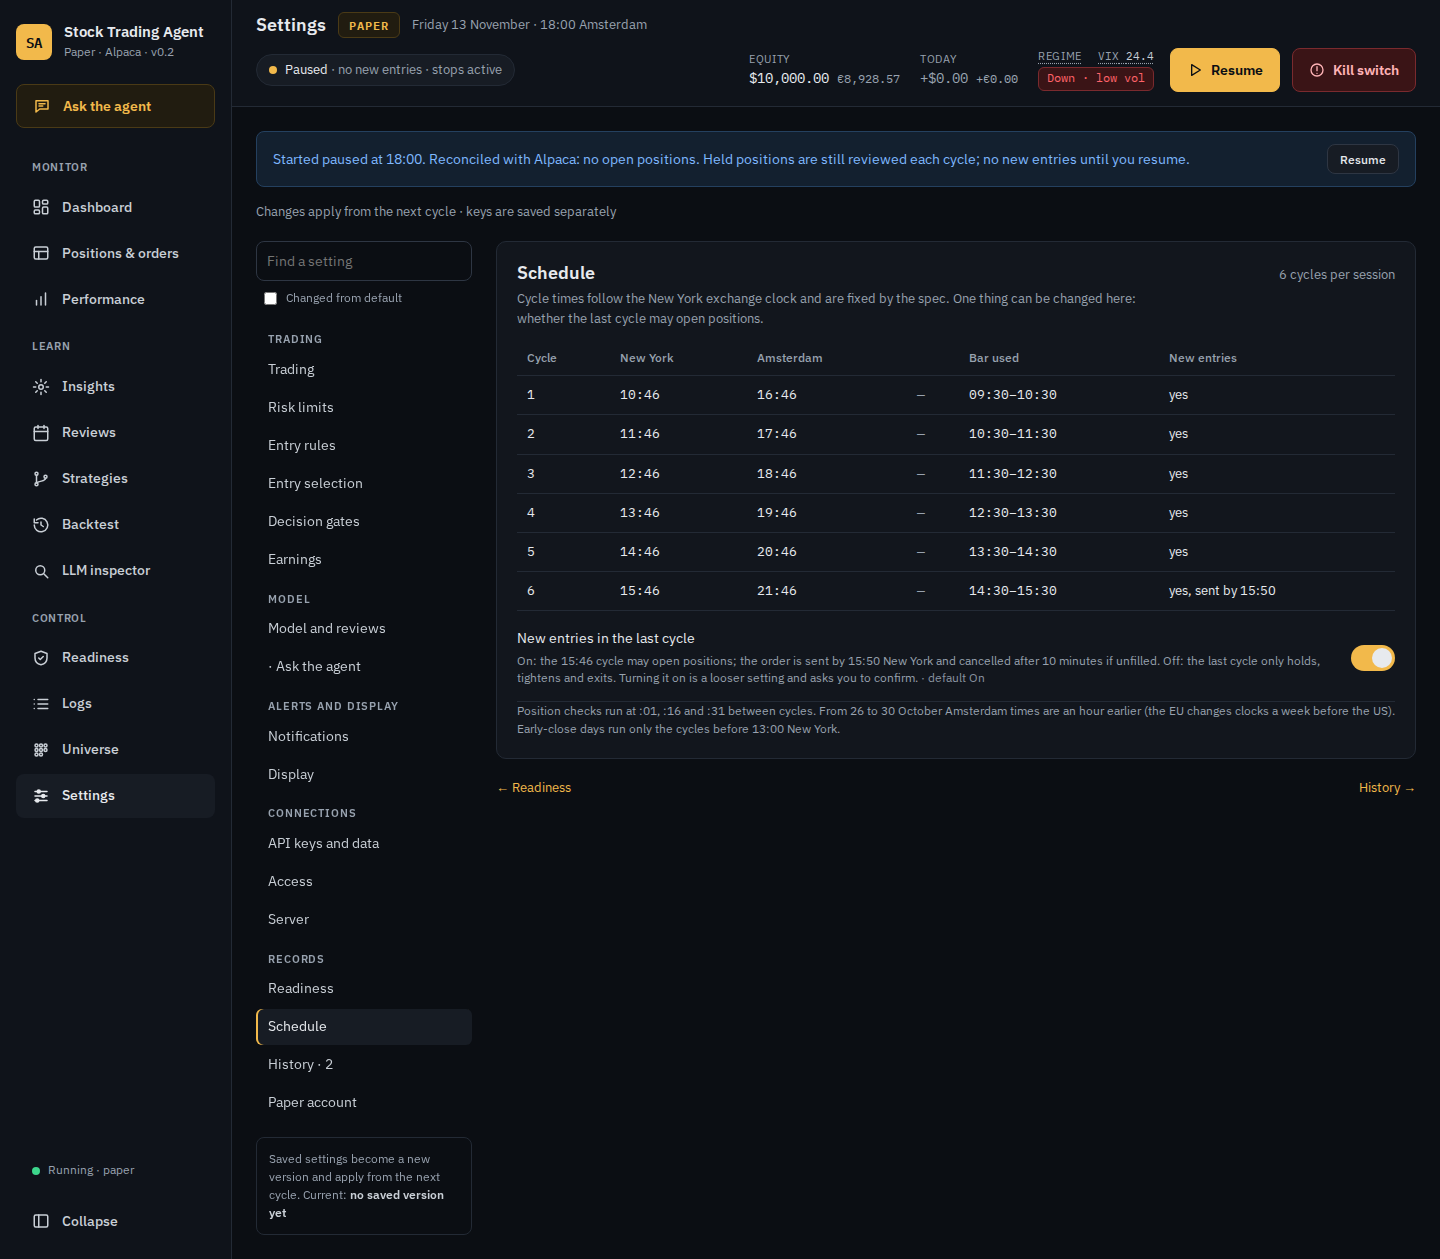 SA
Stock Trading Agent
Paper · Alpaca · v0.2
Ask the agent
MONITOR
Dashboard
Positions & orders
Performance
LEARN
Insights
Reviews
Strategies
Backtest
LLM inspector
CONTROL
Readiness
Logs
Universe
Settings
Running · paper
Collapse
Settings
PAPER
Friday 13 November · 18:00 Amsterdam
Paused · no new entries · stops active
EQUITY
$10,000.00 €8,928.57
TODAY
+$0.00 +€0.00
REGIME VIX 24.4
Down · low vol
Resume
Kill switch
Started paused at 18:00. Reconciled with Alpaca: no open positions. Held positions are still reviewed each cycle; no new entries until you resume.
Resume
Changes apply from the next cycle · keys are saved separately
Find a setting
Changed from default
TRADING
Trading
Risk limits
Entry rules
Entry selection
Decision gates
Earnings
MODEL
Model and reviews
· Ask the agent
ALERTS AND DISPLAY
Notifications
Display
CONNECTIONS
API keys and data
Access
Server
RECORDS
Readiness
Schedule
History · 2
Paper account
Saved settings become a new
version and apply from the next
cycle. Current: no saved version
yet
Schedule
6 cycles per session
Cycle times follow the New York exchange clock and are fixed by the spec. One thing can be changed here:
whether the last cycle may open positions.
Cycle New York Amsterdam Bar used New entries
1 10:46 16:46 — 09:30–10:30 yes
2 11:46 17:46 — 10:30–11:30 yes
3 12:46 18:46 — 11:30–12:30 yes
4 13:46 19:46 — 12:30–13:30 yes
5 14:46 20:46 — 13:30–14:30 yes
6 15:46 21:46 — 14:30–15:30 yes, sent by 15:50
New entries in the last cycle
On: the 15:46 cycle may open positions; the order is sent by 15:50 New York and cancelled after 10 minutes if unfilled. Off: the last cycle only holds,
tightens and exits. Turning it on is a looser setting and asks you to confirm. · default On
Position checks run at :01, :16 and :31 between cycles. From 26 to 30 October Amsterdam times are an hour earlier (the EU changes clocks a week before the US).
Early-close days run only the cycles before 13:00 New York.
← Readiness
History →